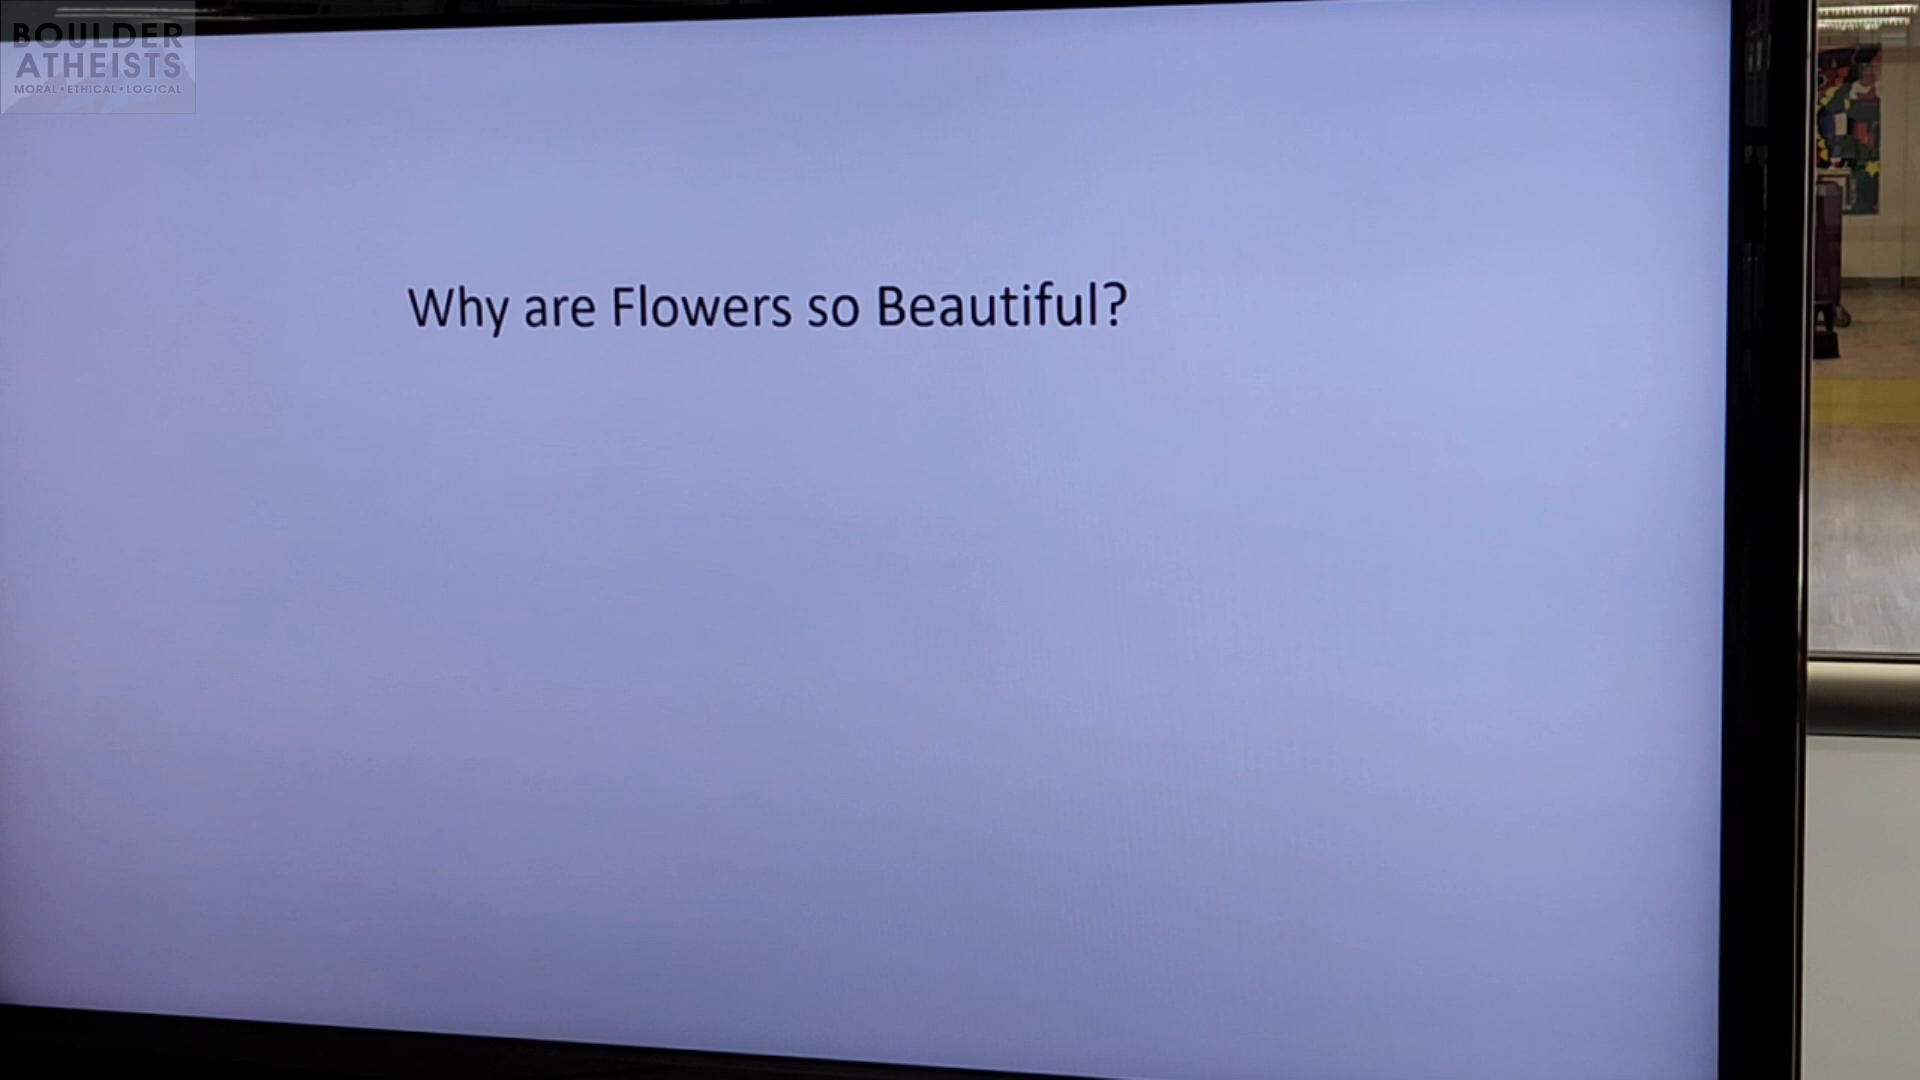 BOULDER
ATHEISTS
MORAL•ETHICAL•LOGICAL
Why are Flowers so Beautiful?